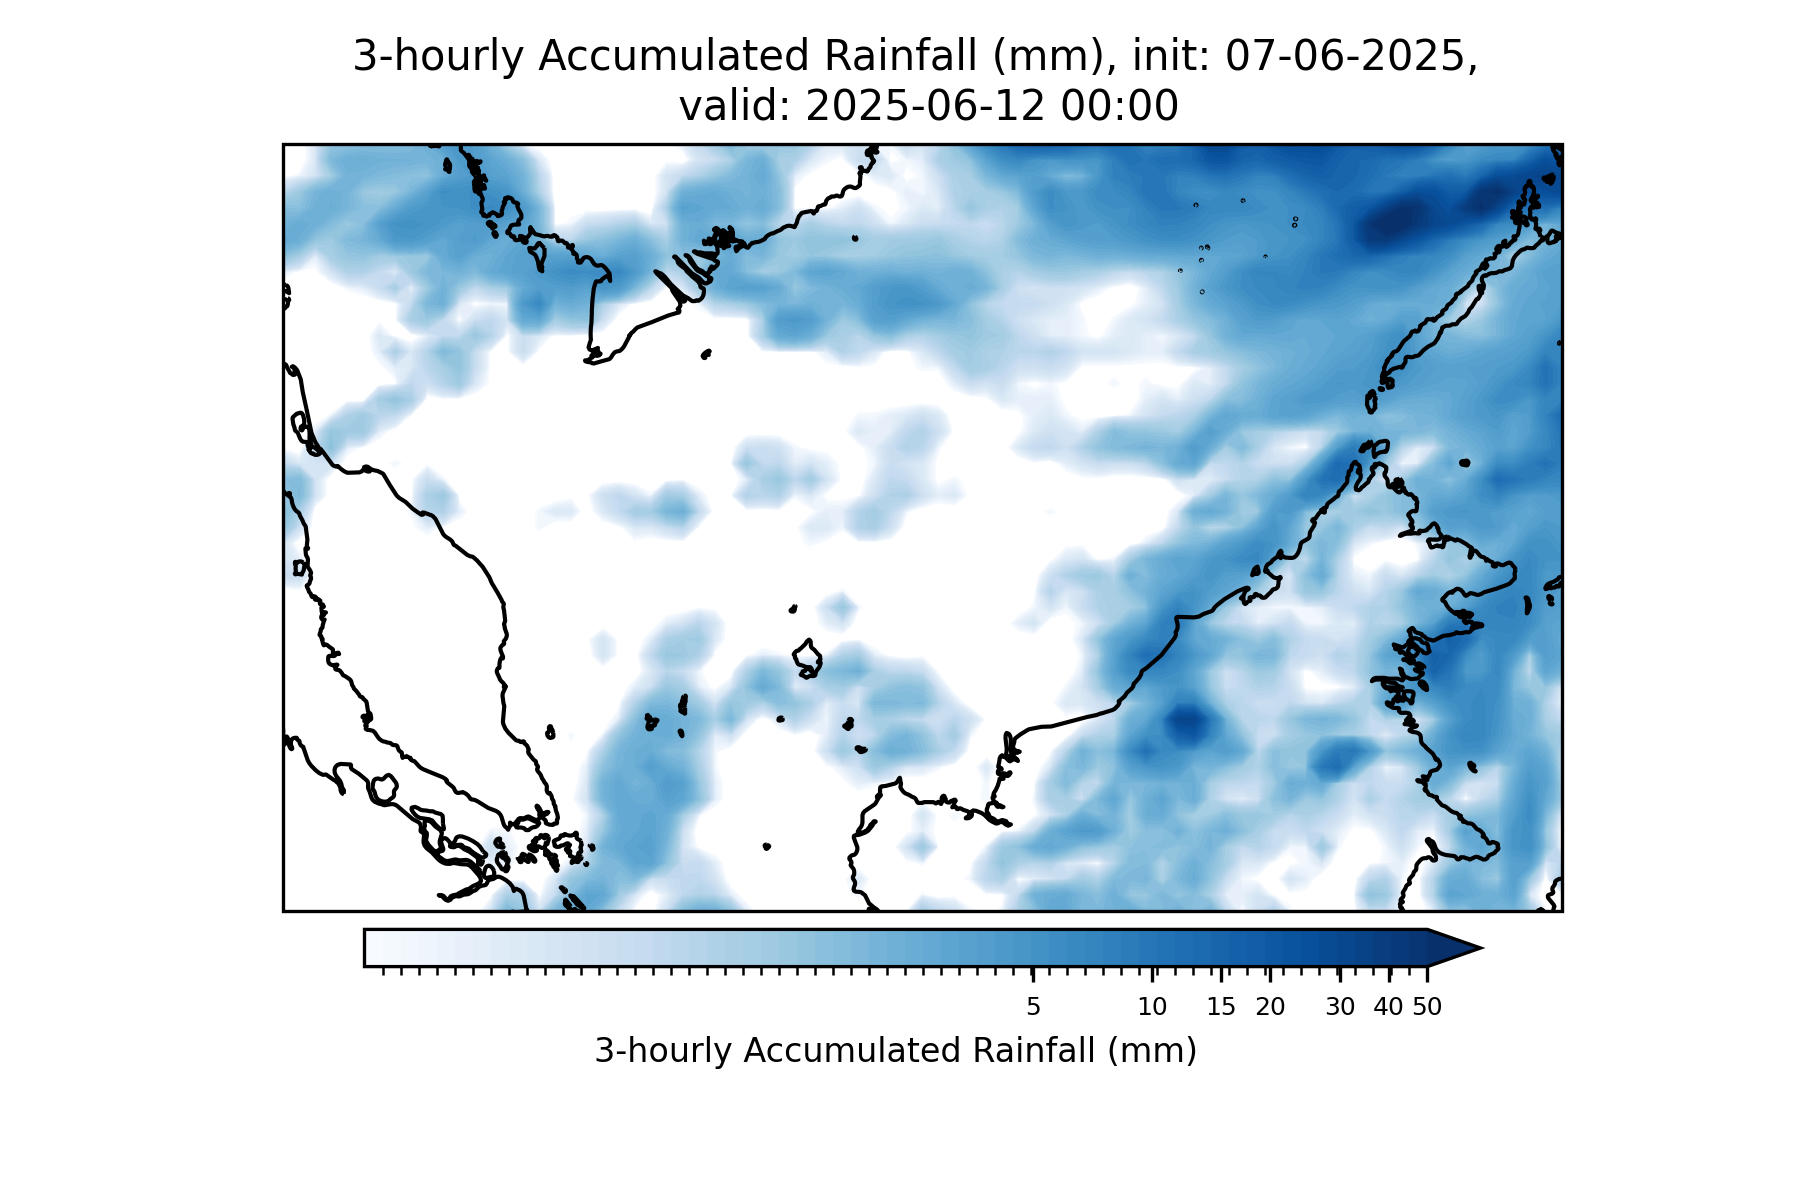 3-hourly Accumulated Rainfall (mm), init: 07-06-2025,
valid: 2025-06-12 00:00
5 10 15 20 30 40 50
3-hourly Accumulated Rainfall (mm)